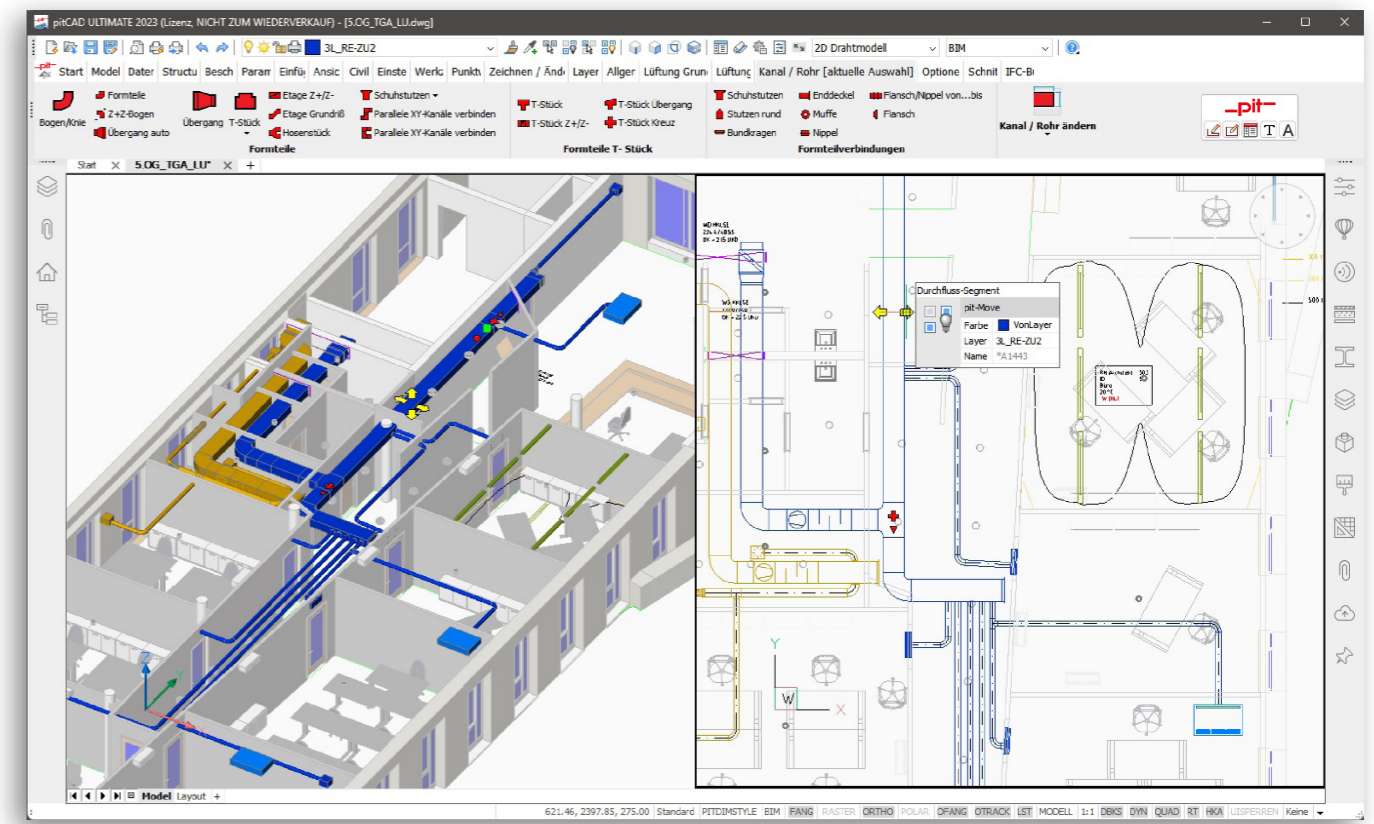 pitCAD ULTIMATE 2023 (Lizenz, NICHT ZUM WIEDERVERKAUF) - [5.OG_TGA_LU.dwg]
3L_RE-ZU2 2D Drahtmodell BIM
-pit- Start Model Dater Structu Besch Paran Einfü Ansic Civil Einste Werkz Punkt Zeichnen / Änd Layer Allger Lüftung Grun Lüftung Kanal / Rohr [aktuelle Auswahl] Optione Schnit IFC-B
Bogen/Knie Formteile Z+Z-Bogen Übergang auto Übergang T-Stück Etage Z+/Z- Etage Grundriß Hosenstück Schuhstutzen Parallele XY-Kanäle verbinden Parallele XY-Kanäle verbinden
T-Stück T-Stück Z+/Z- T-Stück Übergang T-Stück Kreuz
Schuhstutzen Stutzen rund Bundkragen Enddeckel Muffe Nippel Flansch/Nippel von...bis Flansch
Kanal / Rohr ändern
-pit-
T A
Formteile Formteile T- Stück Formteilverbindungen
Start 5.OG_TGA_LU* +
Durchfluss-Segment
pit-Move
Farbe VonLayer
Layer 3L_RE-ZU2
Name *A1443
500
Büro
20°C
Z
Y
W X
Model Layout +
621.46, 2397.85, 275.00 Standard PITDIMSTYLE BIM FANG RASTER ORTHO POLAR OFANG OTRACK LST MODELL 1:1 DBKS DYN QUAD RT HKA UISPERREN Keine